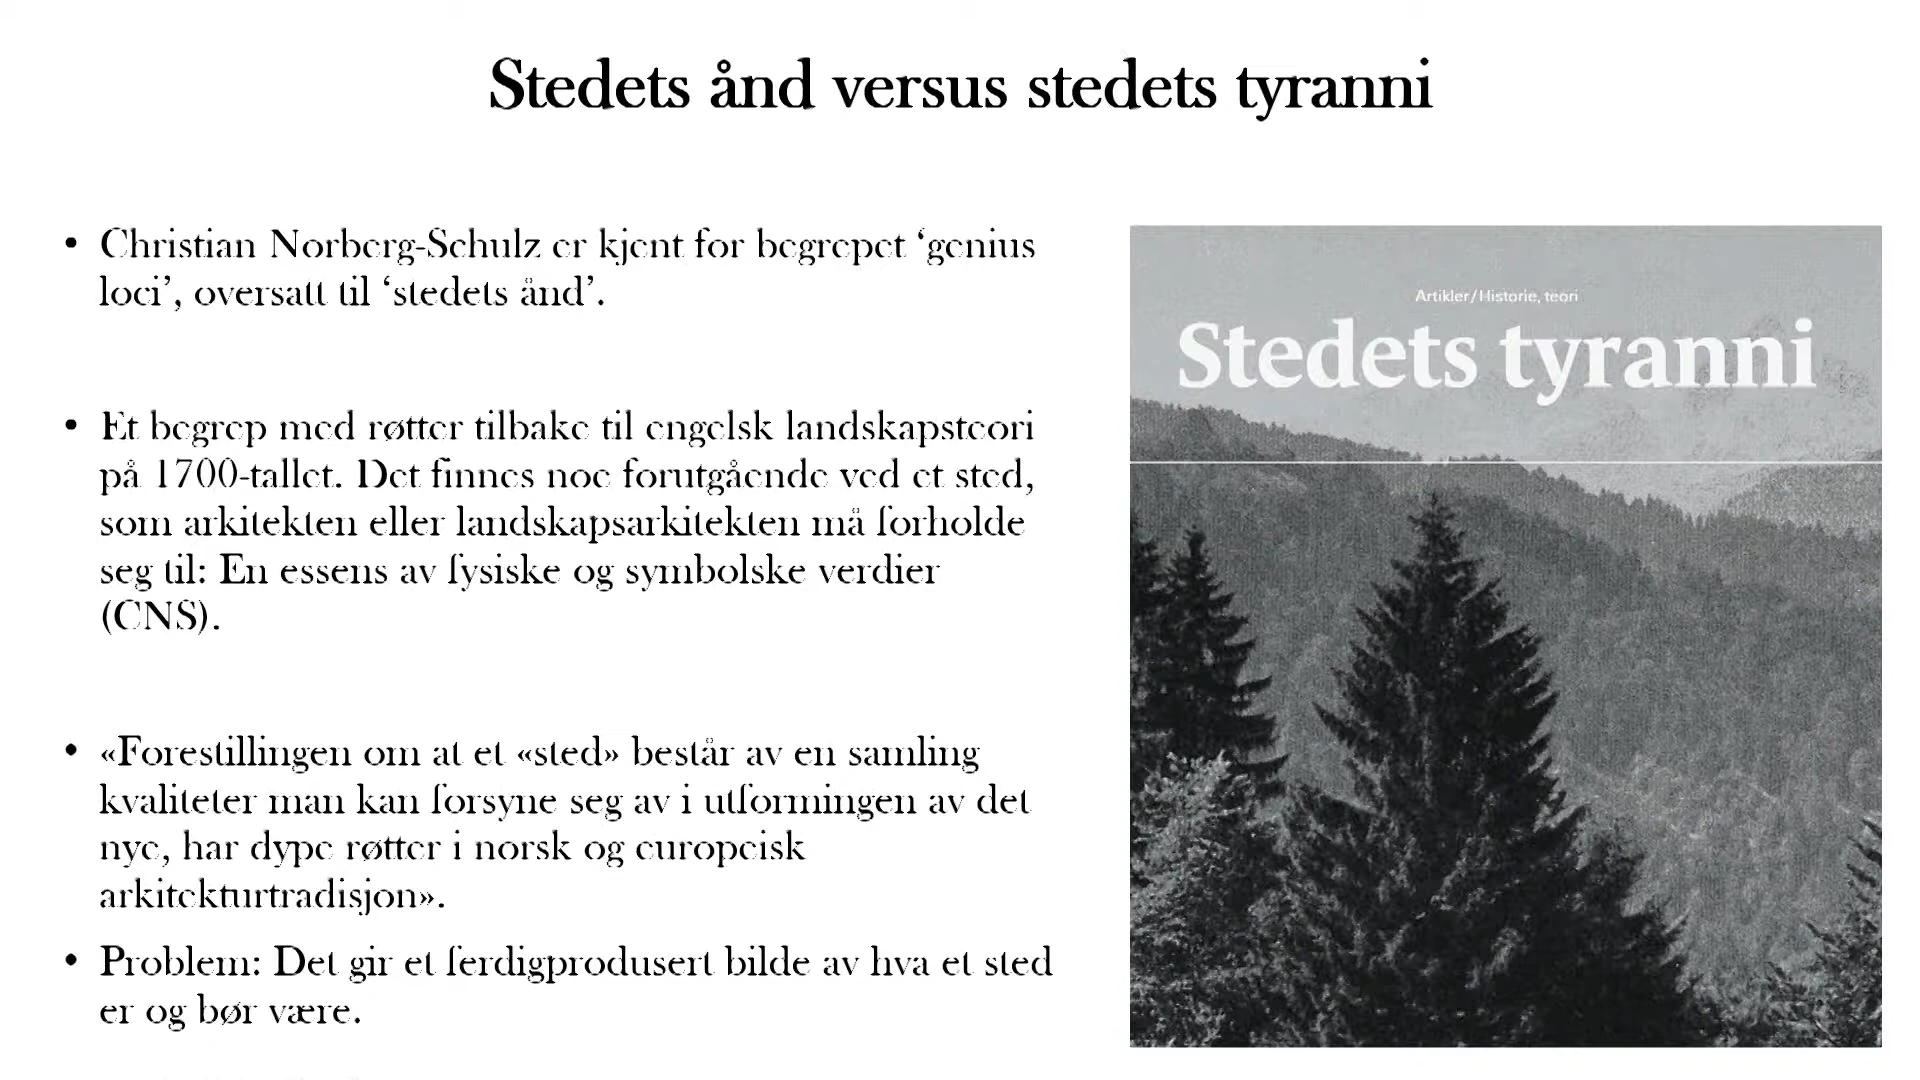 Stedets ånd versus stedets tyranni
• Christian Norberg-Schulz er kjent for begrepet ‘genius
loci’, oversatt til ‘stedets ånd’.
• Et begrep med røtter tilbake til engelsk landskapsteori
på 1700-tallet. Det finnes noe forutgående ved et sted,
som arkitekten eller landskapsarkitekten må forholde
seg til: En essens av fysiske og symbolske verdier
(CNS).
• «Forestillingen om at et «sted» består av en samling
kvaliteter man kan forsyne seg av i utformingen av det
nye, har dype røtter i norsk og europeisk
arkitekturtradisjon».
• Problem: Det gir et ferdigprodusert bilde av hva et sted
er og bør være.
Artikler/Historie, teori
Stedets tyranni